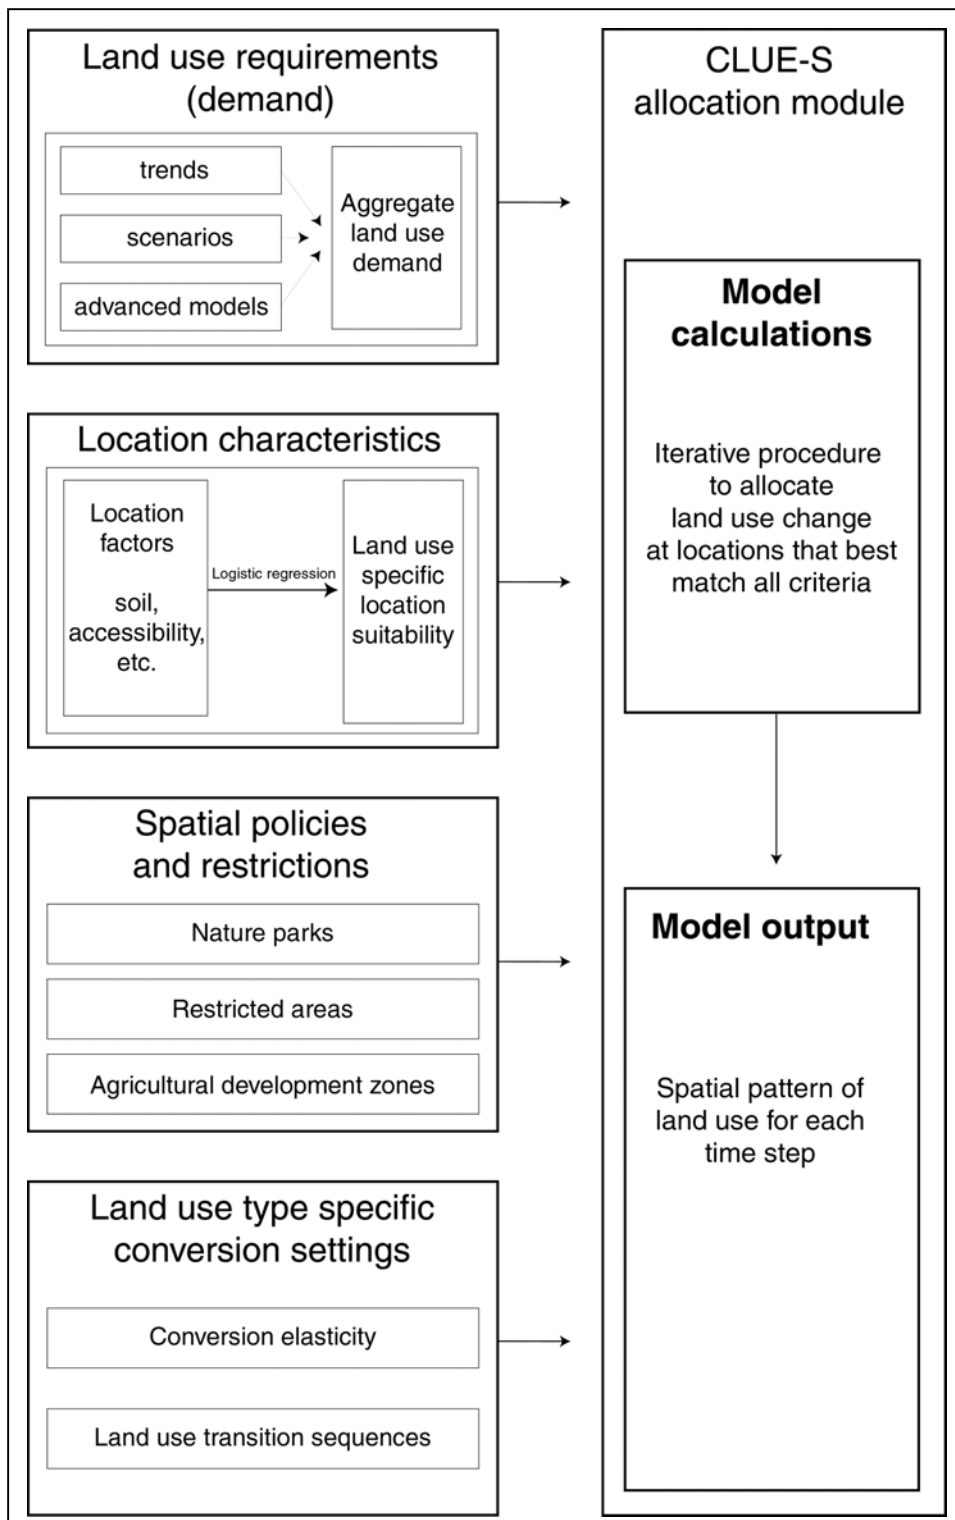 Land use requirements
(demand)
trends
scenarios
advanced models
Aggregate
land use
demand
Location characteristics
Location
factors
soil,
accessibility,
etc.
Logistic regression
Land use
specific
location
suitability
Spatial policies
and restrictions
Nature parks
Restricted areas
Agricultural development zones
Land use type specific
conversion settings
Conversion elasticity
Land use transition sequences
CLUE-S
allocation module
Model
calculations
Iterative procedure
to allocate
land use change
at locations that best
match all criteria
Model output
Spatial pattern of
land use for each
time step